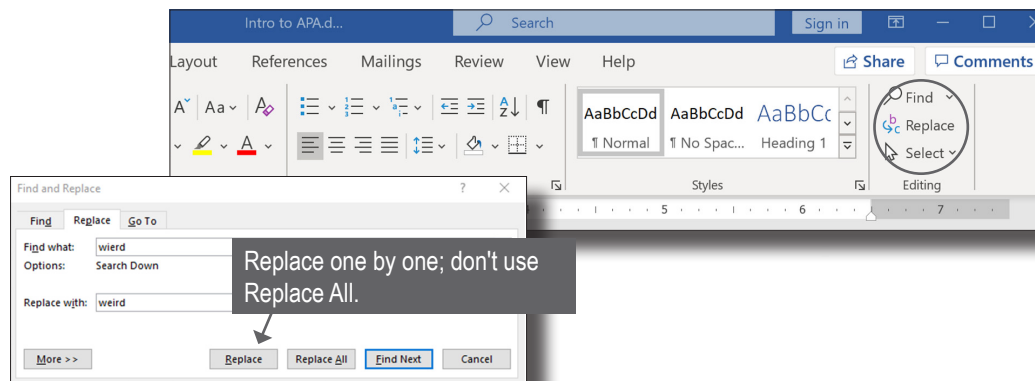 Intro to APA.d...
Search
Sign in
Layout References Mailings Review View Help
Share Comments
A Aa A
AaBbCcDd AaBbCcDd AaBbCc
¶ Normal ¶ No Spac... Heading 1
Find
Replace
Select
Styles Editing
5 6 7
Find and Replace ?
Find Replace Go To
Find what: wierd
Options: Search Down
Replace with: weird
Replace one by one; don't use
Replace All.
More >> Replace Replace All Find Next Cancel